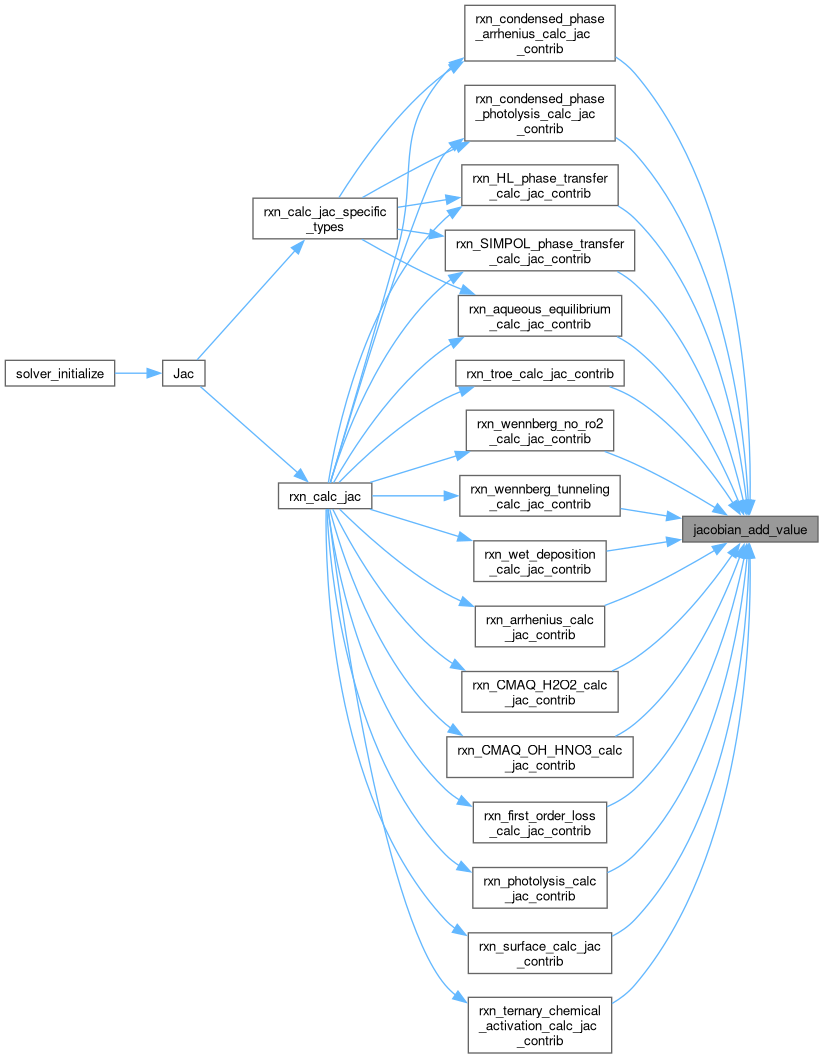 rxn_condensed_phase
_arrhenius_calc_jac
_contrib
rxn_condensed_phase
_photolysis_calc_jac
_contrib
rxn_HL_phase_transfer
_calc_jac_contrib
rxn_calc_jac_specific
_types
rxn_SIMPOL_phase_transfer
_calc_jac_contrib
rxn_aqueous_equilibrium
_calc_jac_contrib
solver_initialize
Jac
rxn_troe_calc_jac_contrib
rxn_wennberg_no_ro2
_calc_jac_contrib
rxn_calc_jac
rxn_wennberg_tunneling
_calc_jac_contrib
jacobian_add_value
rxn_wet_deposition
_calc_jac_contrib
rxn_arrhenius_calc
_jac_contrib
rxn_CMAQ_H2O2_calc
_jac_contrib
rxn_CMAQ_OH_HNO3_calc
_jac_contrib
rxn_first_order_loss
_calc_jac_contrib
rxn_photolysis_calc
_jac_contrib
rxn_surface_calc_jac
_contrib
rxn_ternary_chemical
_activation_calc_jac
_contrib